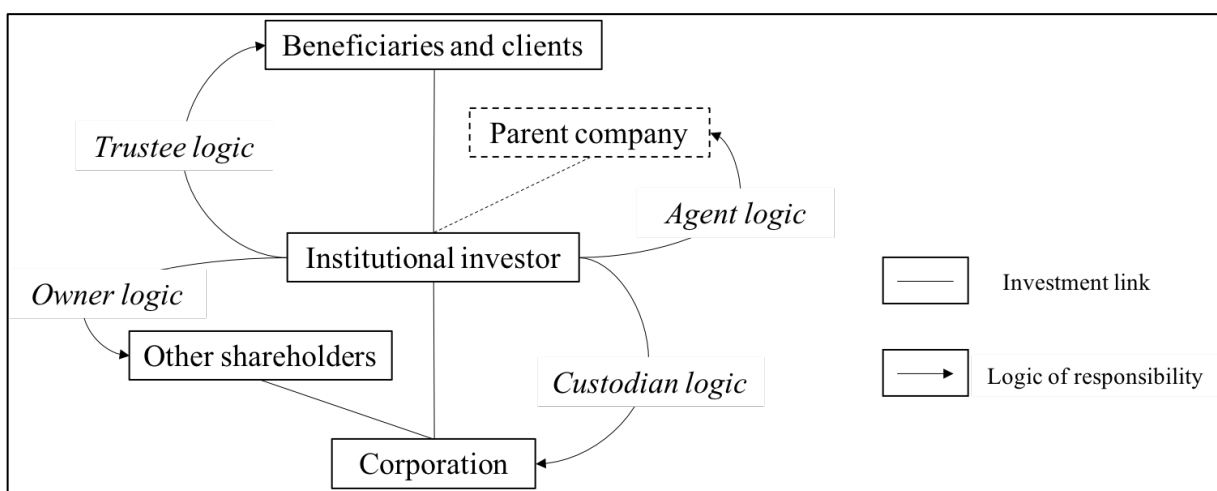 Beneficiaries and clients
Parent company
Trustee logic
Agent logic
Institutional investor
Owner logic
Investment link
Other shareholders
Custodian logic
Logic of responsibility
Corporation